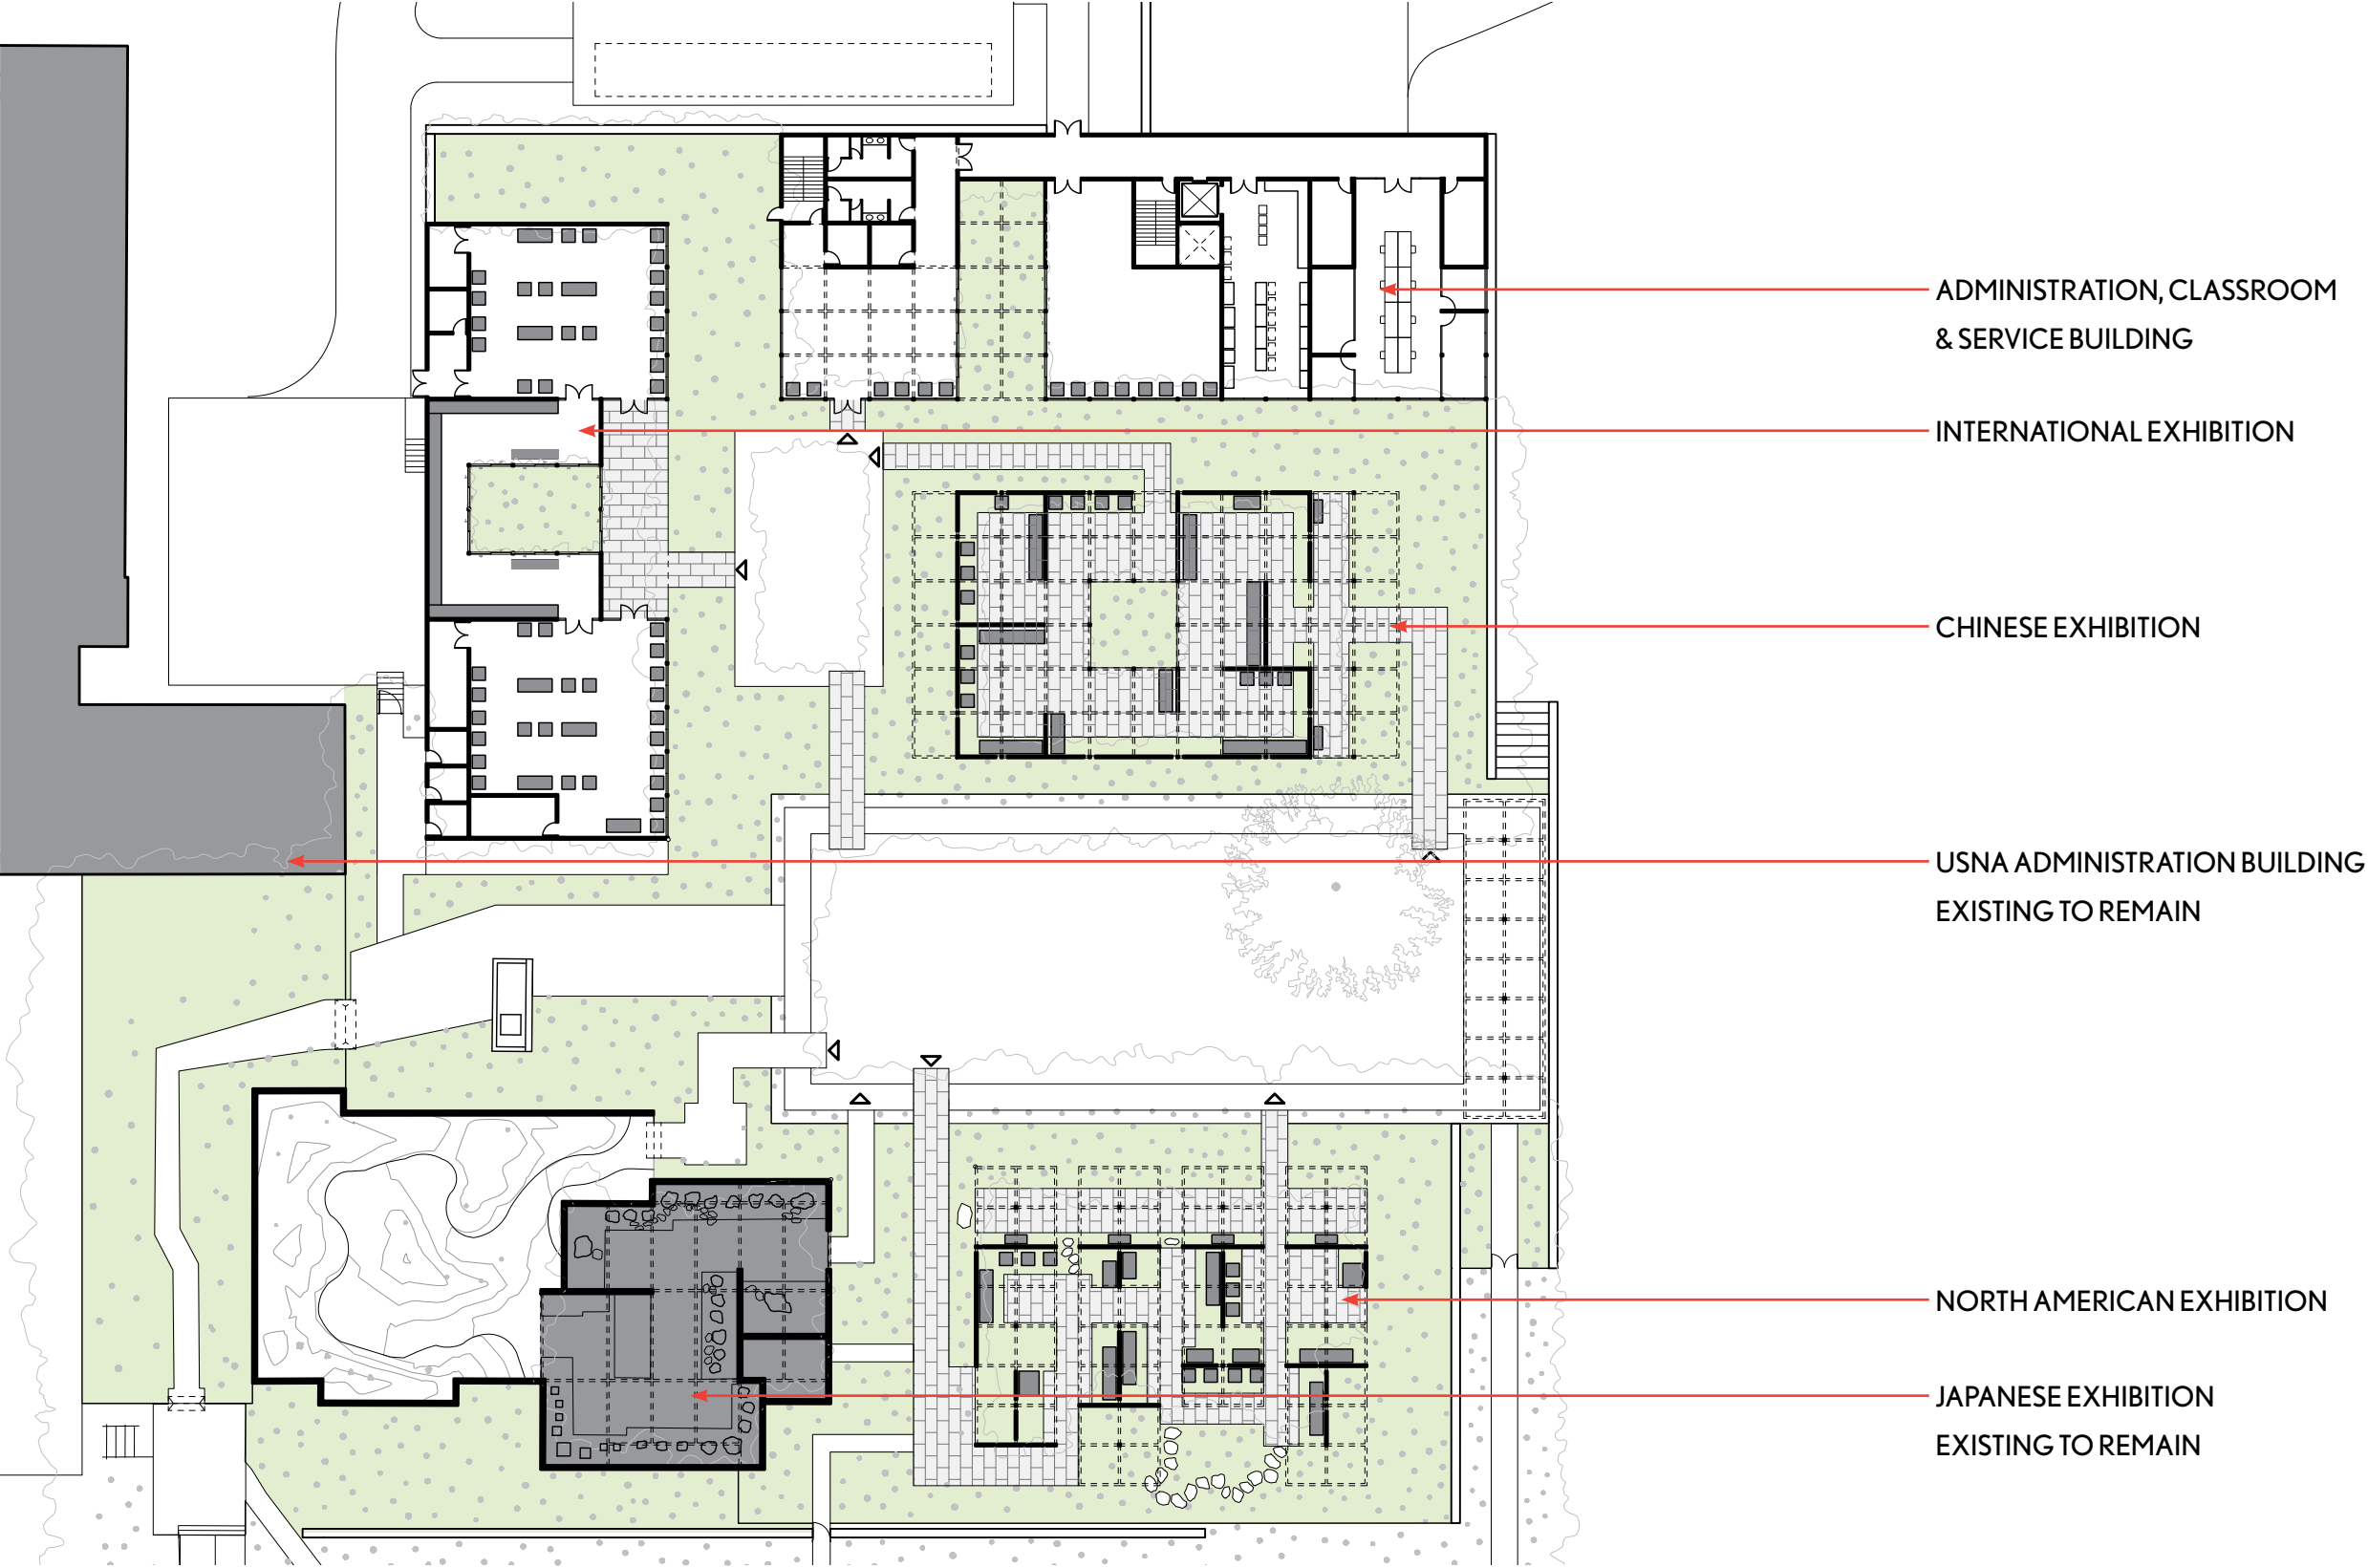 ADMINISTRATION, CLASSROOM
& SERVICE BUILDING
INTERNATIONAL EXHIBITION
CHINESE EXHIBITION
USNA ADMINISTRATION BUILDING
EXISTING TO REMAIN
NORTH AMERICAN EXHIBITION
JAPANESE EXHIBITION
EXISTING TO REMAIN